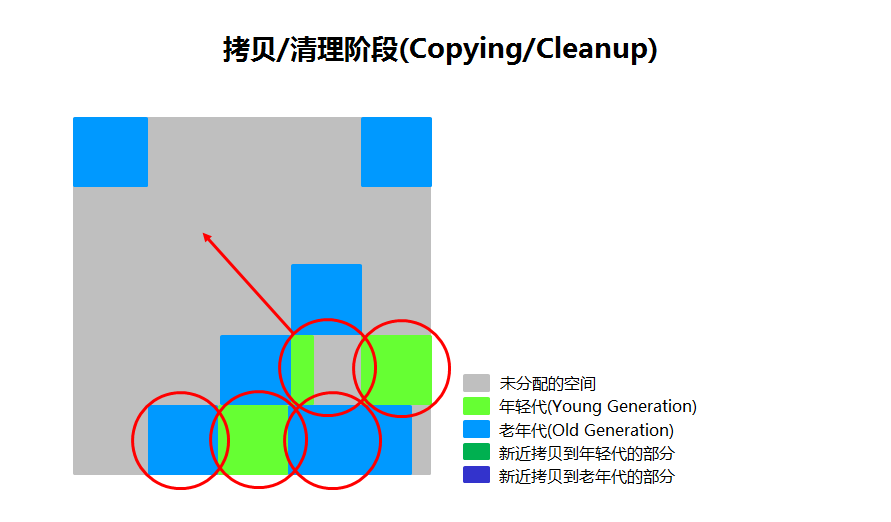 拷贝/清理阶段(Copying/Cleanup)
未分配的空间
年轻代(Young Generation)
老年代(Old Generation)
新近拷贝到年轻代的部分
新近拷贝到老年代的部分